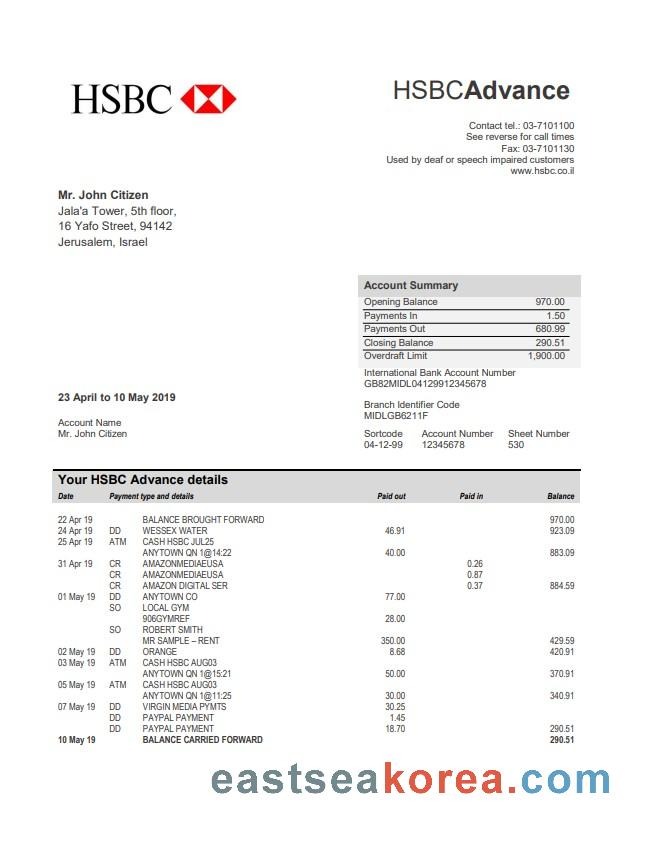 HSBC
HSBCAdvance
Contact tel.: 03-7101100
See reverse for call times
Fax: 03-7101130
Used by deaf or speech impaired customers
www.hsbc.co.il
Mr. John Citizen
Jala'a Tower, 5th floor,
16 Yafo Street, 94142
Jerusalem, Israel
Account Summary
Opening Balance 970.00
Payments In 1.50
Payments Out 680.99
Closing Balance 290.51
Overdraft Limit 1,900.00
International Bank Account Number
GB82MIDL04129912345678
23 April to 10 May 2019
Branch Identifier Code
MIDLGB6211F
Account Name
Mr. John Citizen
Sortcode Account Number Sheet Number
04-12-99 12345678 530
Your HSBC Advance details
Date Payment type and details Paid out Paid in Balance
22 Apr 19 BALANCE BROUGHT FORWARD 970.00
24 Apr 19 DD WESSEX WATER 46.91 923.09
25 Apr 19 ATM CASH HSBC JUL25
ANYTOWN QN 1@14:22 40.00 883.09
31 Apr 19 CR AMAZONMEDIAEUSA 0.26
CR AMAZONMEDIAEUSA 0.87
CR AMAZON DIGITAL SER 0.37 884.59
01 May 19 DD ANYTOWN CO 77.00
SO LOCAL GYM
906GYMREF 28.00
SO ROBERT SMITH
MR SAMPLE – RENT 350.00 429.59
02 May 19 DD ORANGE 8.68 420.91
03 May 19 ATM CASH HSBC AUG03
ANYTOWN QN 1@15:21 50.00 370.91
05 May 19 ATM CASH HSBC AUG03
ANYTOWN QN 1@11:25 30.00 340.91
07 May 19 DD VIRGIN MEDIA PYMTS 30.25
DD PAYPAL PAYMENT 1.45
DD PAYPAL PAYMENT 18.70 290.51
10 May 19 BALANCE CARRIED FORWARD 290.51
eastseakorea.com